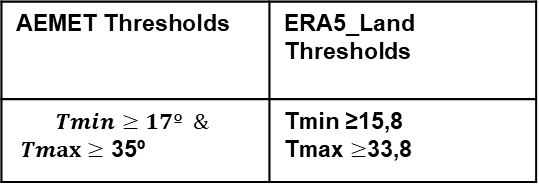 AEMET Thresholds
ERA5_Land
Thresholds
Tmin ≥ 17º &
Tmax ≥ 35º
Tmin ≥15,8
Tmax ≥33,8